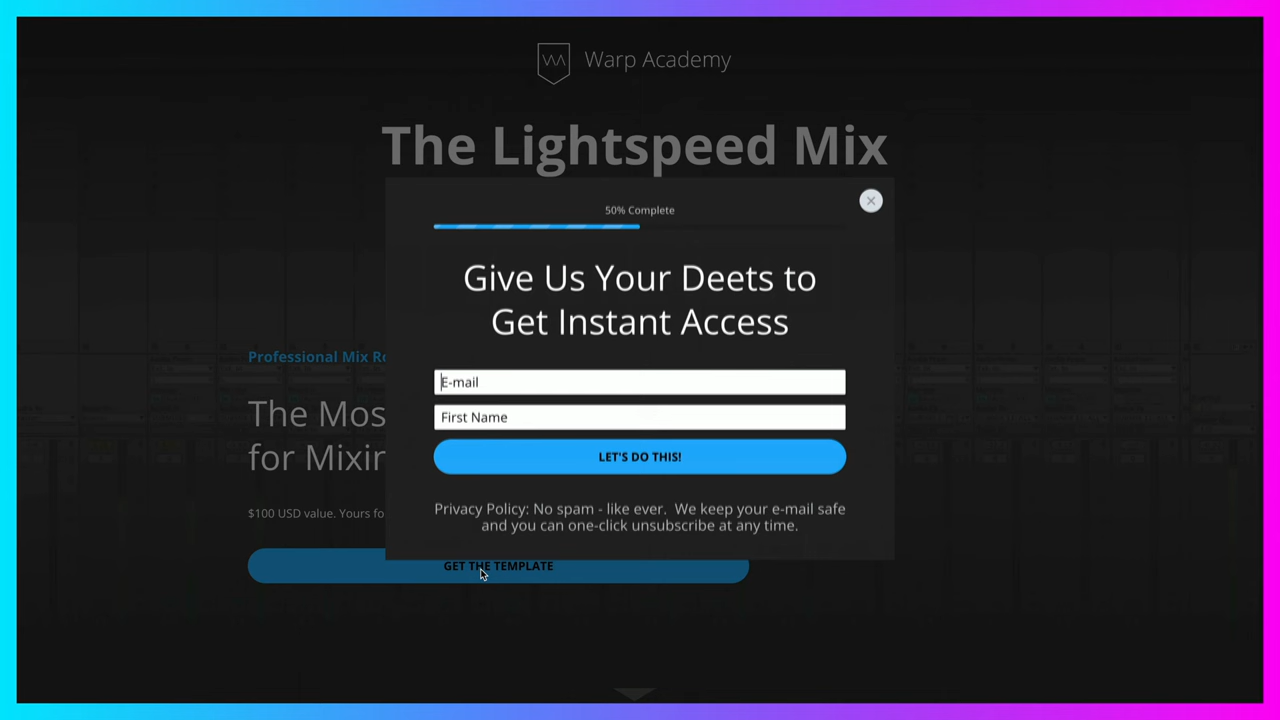 Warp Academy
The Lightspeed Mix
50% Complete
Give Us Your Deets to
Get Instant Access
E-mail
First Name
LET'S DO THIS!
Privacy Policy: No spam - like ever. We keep your e-mail safe
and you can one-click unsubscribe at any time.
Professional Mix
The Mos
for Mixin
$100 USD value. Yours fo
GET THE TEMPLATE